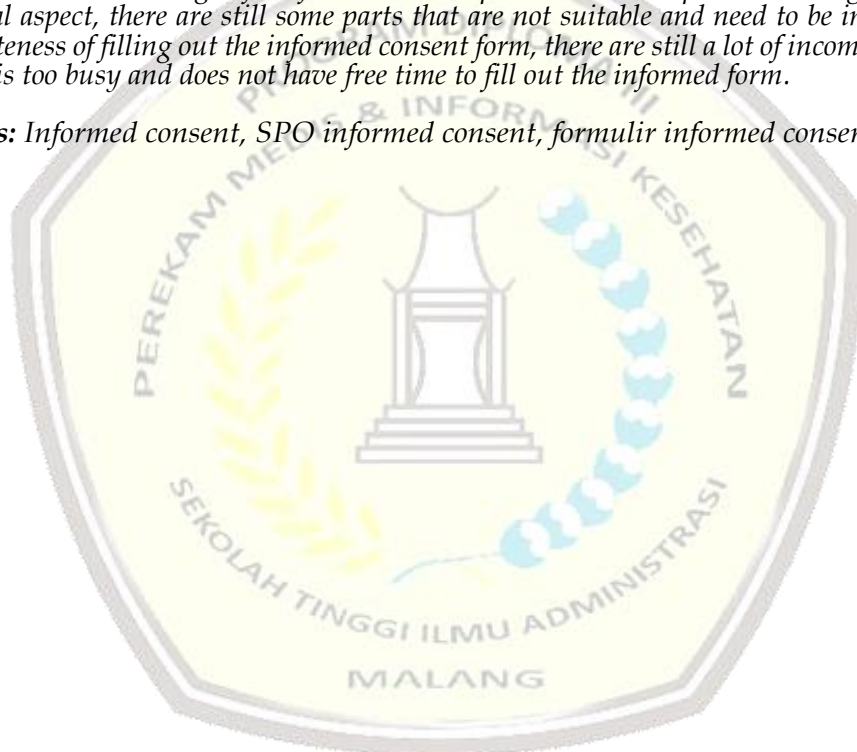 al aspect, there are still some parts that are not suitable and need to be in
teness of filling out the informed consent form, there are still a lot of incom
is too busy and does not have free time to fill out the informed form.
s: Informed consent, SPO informed consent, formulir informed conser
PROGRAM DIPLOMA III
PEREKAM MEDIS & INFORMASI KESEHATAN
SEKOLAH TINGGI ILMU ADMINISTRASI
MALANG